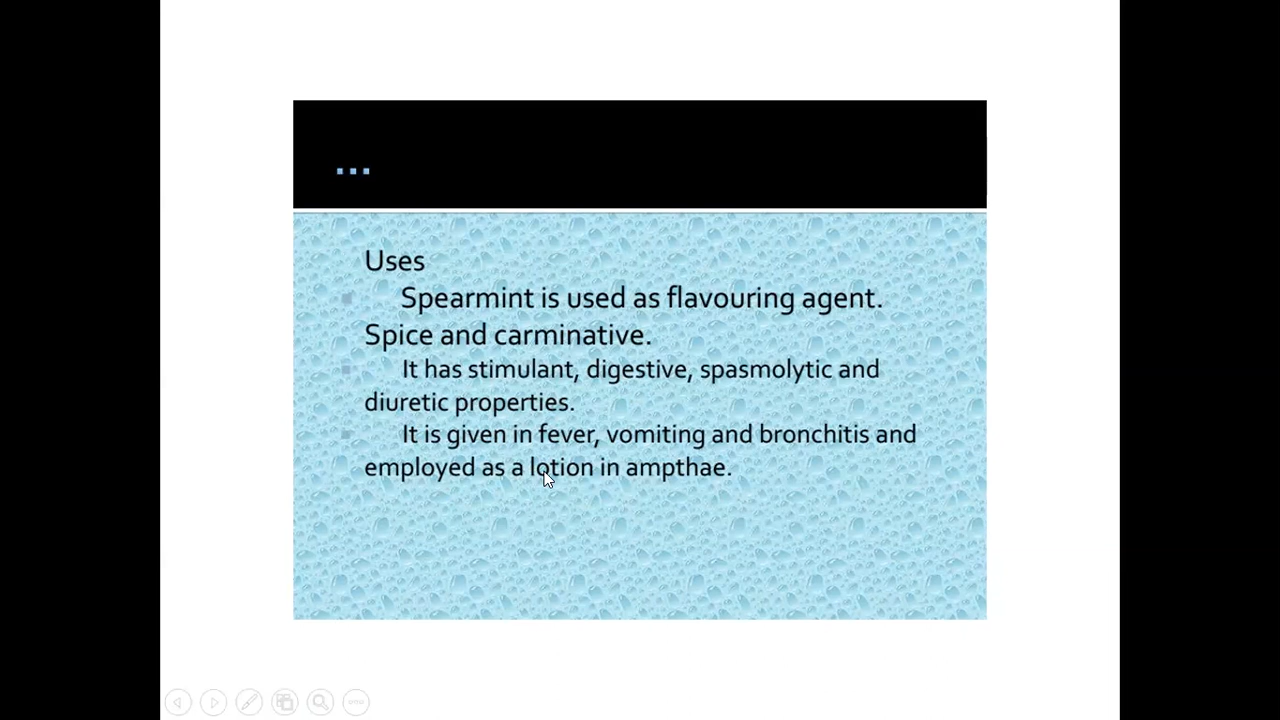 ...
Uses
Spearmint is used as flavouring agent.
Spice and carminative.
It has stimulant, digestive, spasmolytic and
diuretic properties.
It is given in fever, vomiting and bronchitis and
employed as a lotion in ampthae.